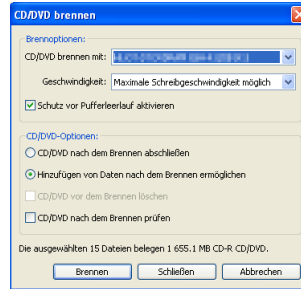 CD/DVD brennen
Brennoptionen:
CD/DVD brennen mit:
Geschwindigkeit: Maximale Schreibgeschwindigkeit möglich
Schutz vor Pufferleerlauf aktivieren
CD/DVD-Optionen:
CD/DVD nach dem Brennen abschließen
Hinzufügen von Daten nach dem Brennen ermöglichen
CD/DVD vor dem Brennen löschen
CD/DVD nach dem Brennen prüfen
Die ausgewählten 15 Dateien belegen 1 655.1 MB CD-R CD/DVD.
Brennen Schließen Abbrechen